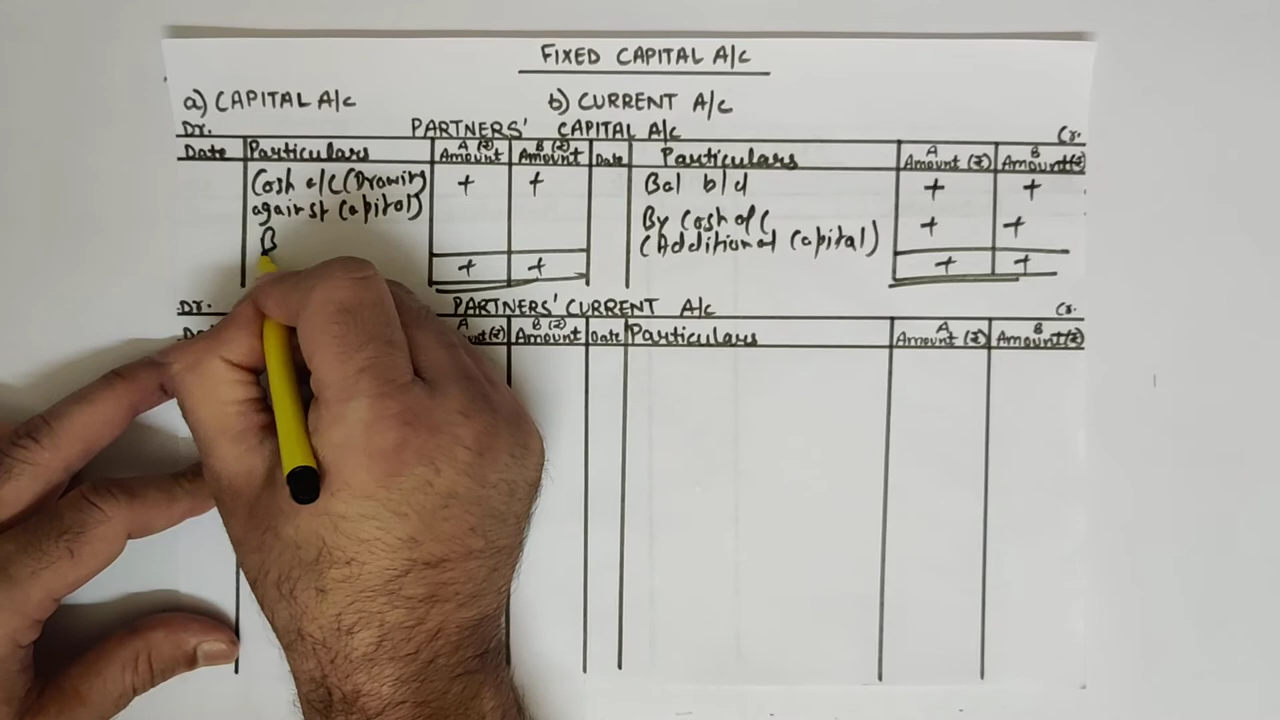 FIXED CAPITAL A/c
a) CAPITAL A/c b) CURRENT A/c
Dr. PARTNERS' CAPITAL A/c Cr.
Date Particulars A (₹) Amount B (₹) Amount Date Particulars A Amount (₹) B Amount (₹)
Cash a/c (Drawing + + Bal b/d + +
against Capital) By Cash a/c + +
B (Additional Capital)
+ + + +
Dr. PARTNERS' CURRENT A/c Cr.
A B (₹) Amount Date Particulars A Amount (₹) B Amount (₹)